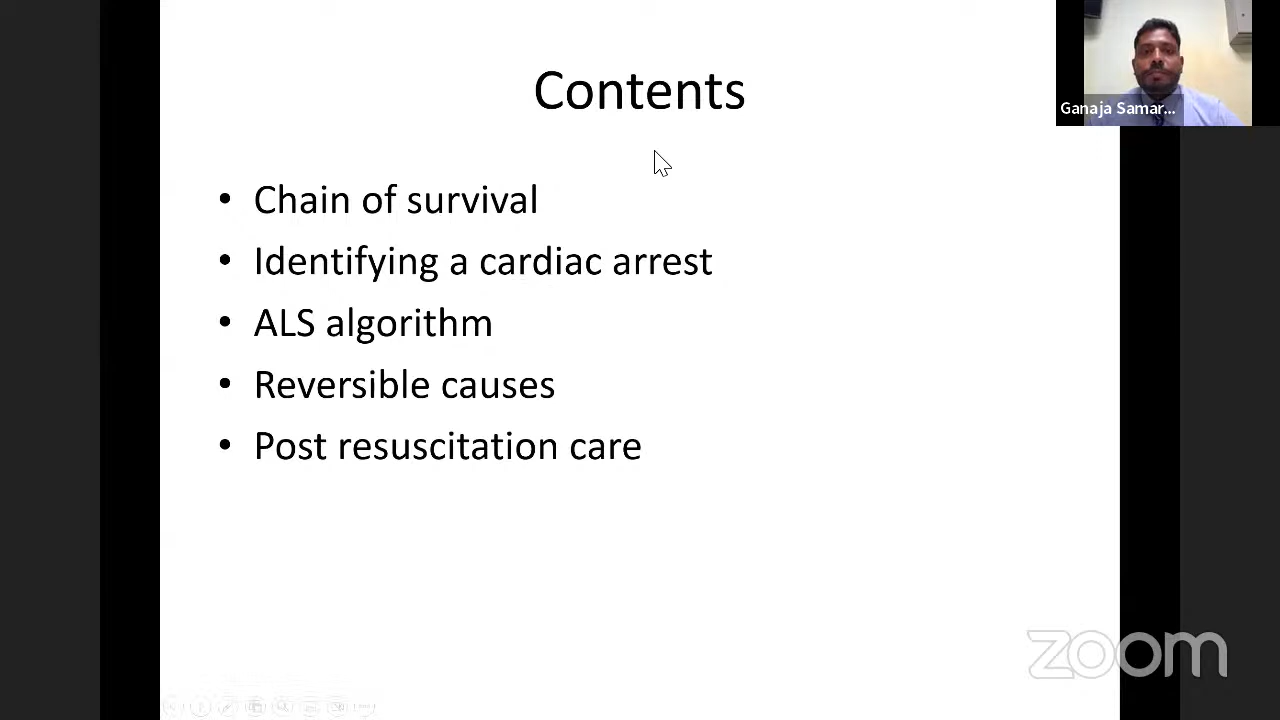 Contents
Ganaja Samar...
• Chain of survival
• Identifying a cardiac arrest
• ALS algorithm
• Reversible causes
• Post resuscitation care
zoom